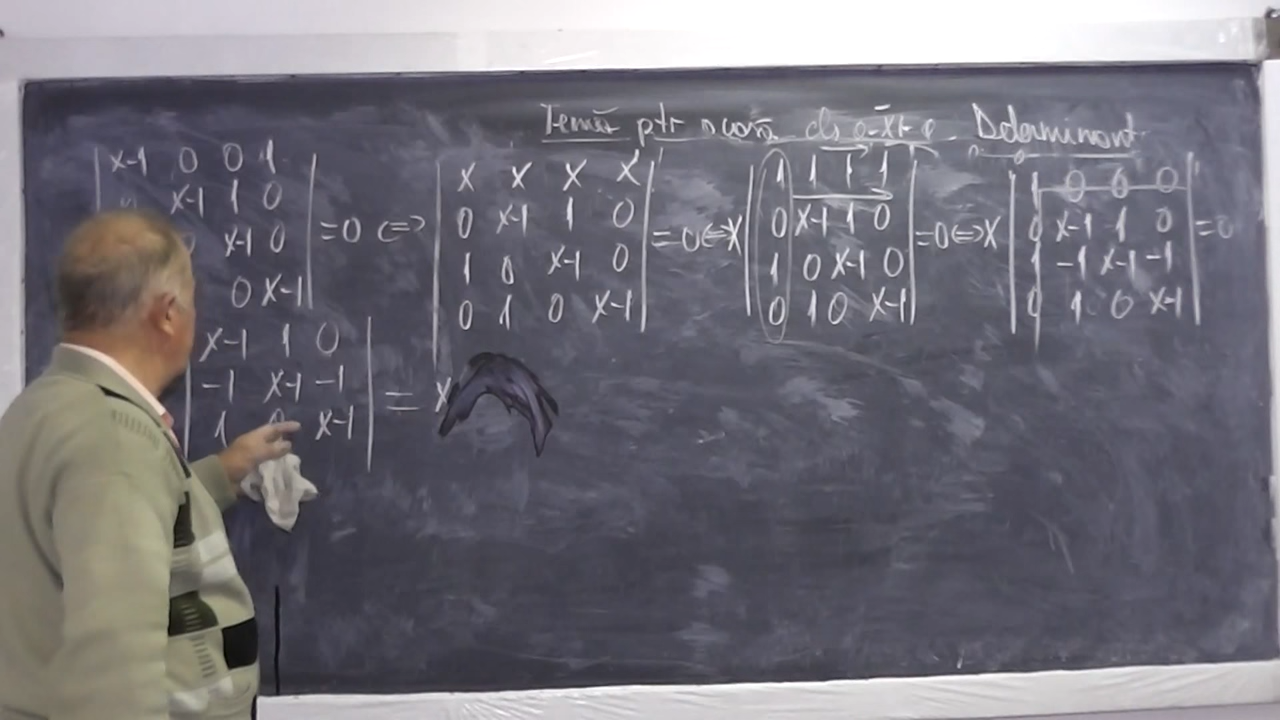 Temă ptr acasă cls a-XI-a Determinant
x-1 0 0 1
x-1 1 0
x-1 0 =0 <=>
0 x-1
x x x x
0 x-1 1 0
1 0 x-1 0 =0 <=> x
0 1 0 x-1
1 1 1 1
0 x-1 1 0
1 0 x-1 0 =0 <=> x
0 1 0 x-1
1 0 0 0
0 x-1 1 0
1 -1 x-1 -1 =0
0 1 0 x-1
x-1 1 0
-1 x-1 -1 = x
1 0 x-1